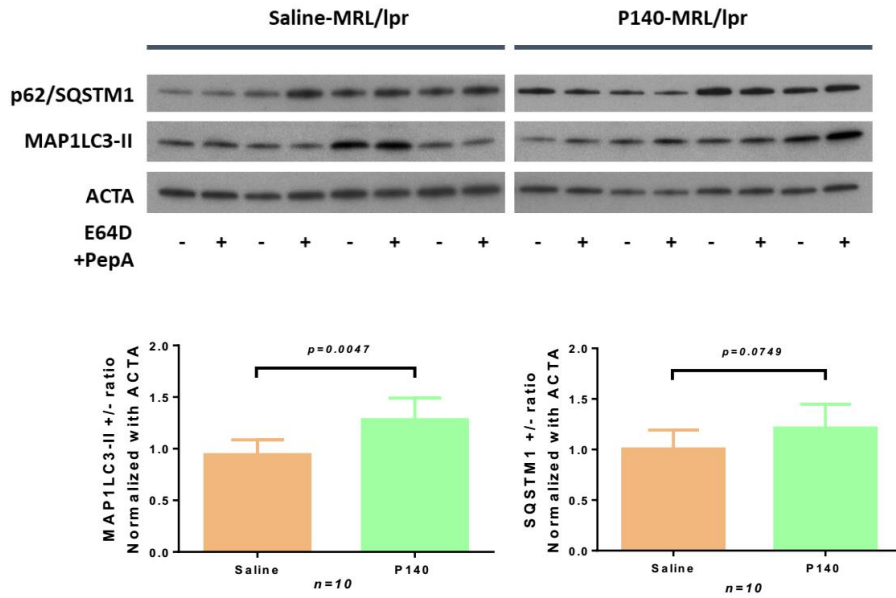 Saline-MRL/lpr
P140-MRL/lpr
p62/SQSTM1
MAP1LC3-II
ACTA
E64D
+PepA
- + - + - + - +
- + - + - + - +
MAP1LC3-II +/- ratio
Normalized with ACTA
2.0
1.5
1.0
0.5
0.0
p=0.0047
Saline
P140
n=10
SQSTM1 +/- ratio
Normalized with ACTA
2.0
1.5
1.0
0.5
0.0
p=0.0749
Saline
P140
n=10